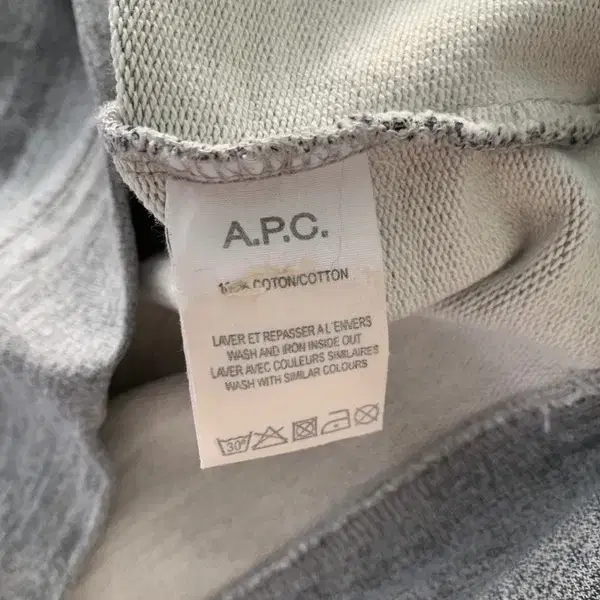 A.P.C.
COTON/COTTON
LAVER ET REPASSER A L'ENVERS
WASH AND IRON INSIDE OUT
LAVER AVEC COULEURS SIMILAIRES
WASH WITH SIMILAR COLOURS
30°